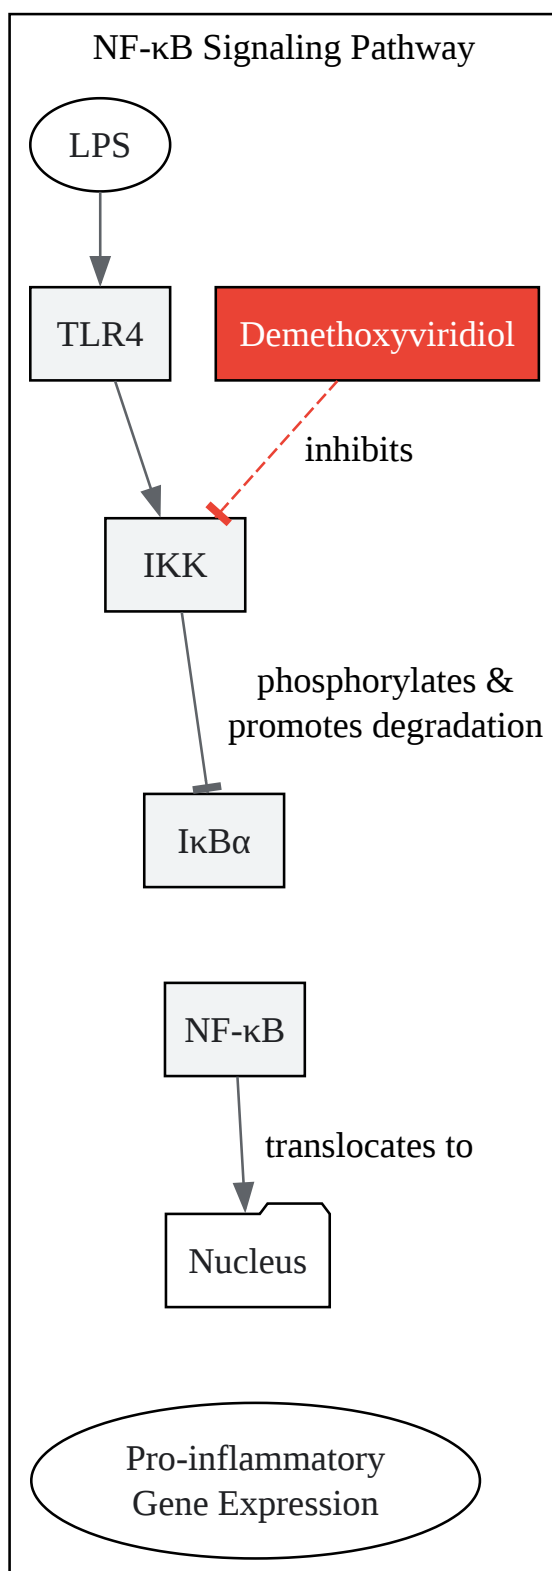 NF-κB Signaling Pathway
LPS
TLR4
Demethoxyviridiol
inhibits
IKK
phosphorylates &
promotes degradation
IκBα
NF-κB
translocates to
Nucleus
Pro-inflammatory
Gene Expression